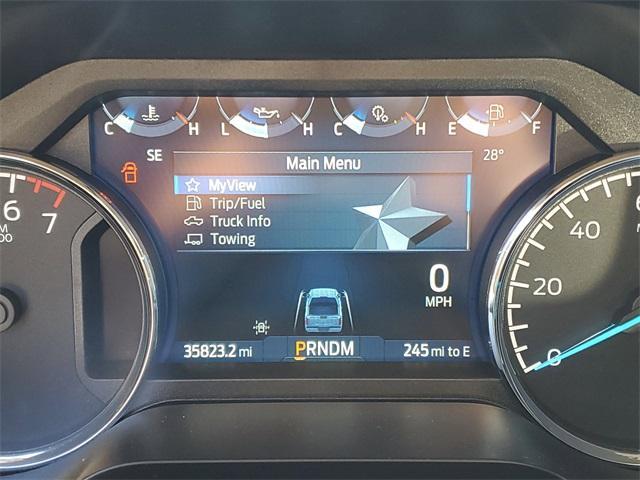 C H L H C H E F
SE
28°
Main Menu
MyView
Trip/Fuel
Truck Info
Towing
6
7
0
MPH
40
20
0
35823.2 mi
PRNDM
245 mi to E